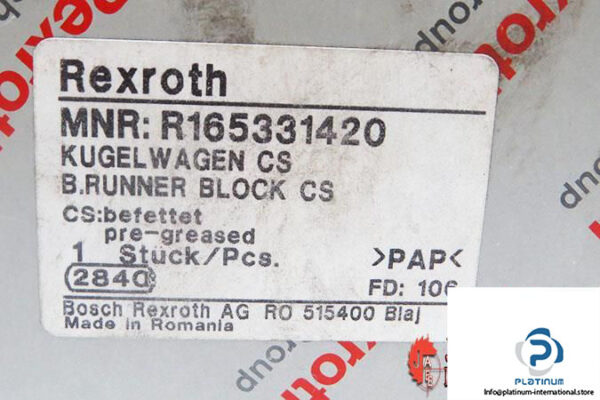 Rexroth
MNR: R165331420
KUGELWAGEN CS
B.RUNNER BLOCK CS
CS:befettet
pre-greased
1 Stück/Pcs. >PAP<
FD: 106
Bosch Rexroth AG RO 515400 Blaj
Made in Romania
PLATINUM
Info@platinum-international.store